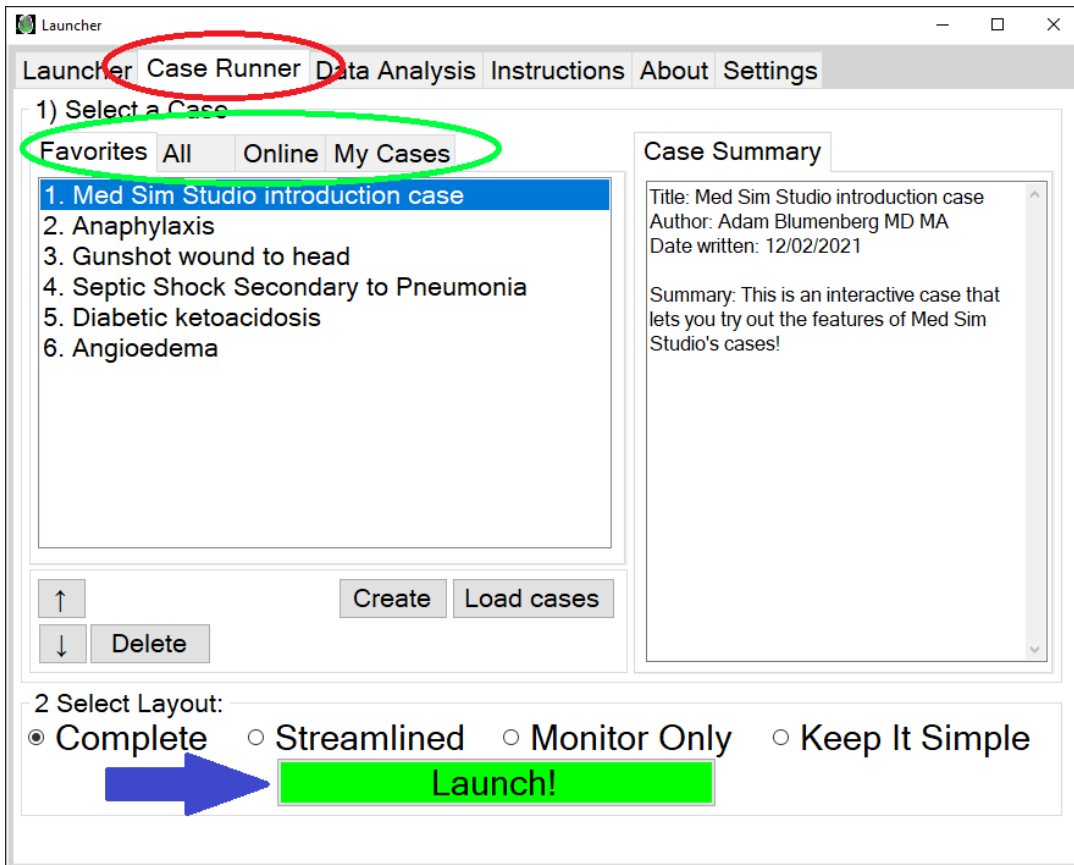 Launcher
Launcher Case Runner Data Analysis Instructions About Settings
1) Select a Case
Favorites All Online My Cases
1. Med Sim Studio introduction case
2. Anaphylaxis
3. Gunshot wound to head
4. Septic Shock Secondary to Pneumonia
5. Diabetic ketoacidosis
6. Angioedema
↑ Create Load cases
↓ Delete
Case Summary
Title: Med Sim Studio introduction case
Author: Adam Blumenberg MD MA
Date written: 12/02/2021
Summary: This is an interactive case that
lets you try out the features of Med Sim
Studio's cases!
2 Select Layout:
Complete Streamlined Monitor Only Keep It Simple
Launch!